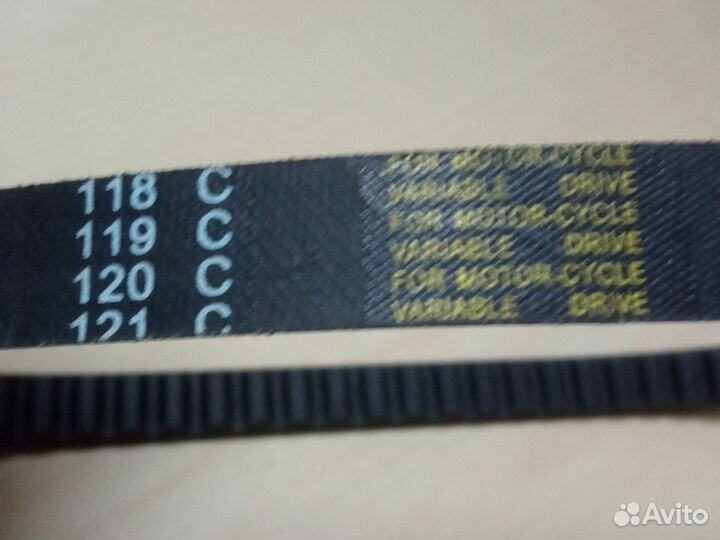 118 C
119 C
120 C
121 C
FOR MOTOR-CYCLE
VARIABLE DRIVE
FOR MOTOR-CYCLE
VARIABLE DRIVE
FOR MOTOR-CYCLE
VARIABLE DRIVE
Avito